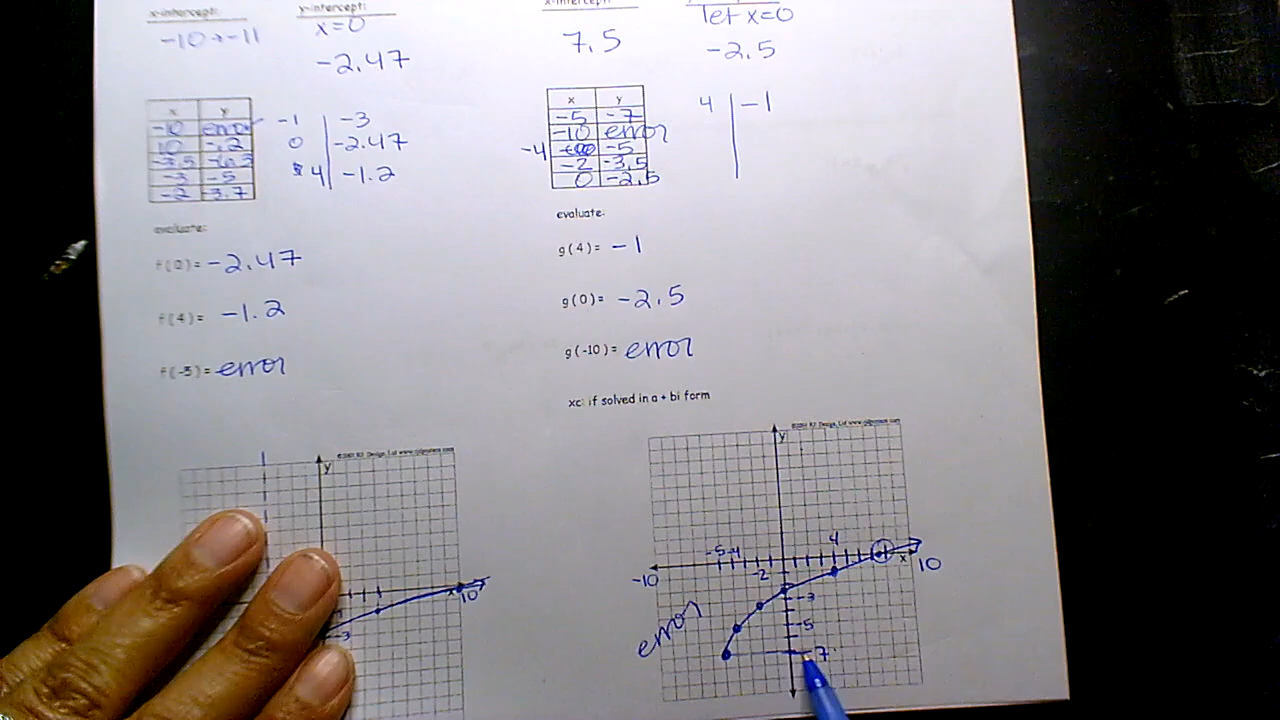 x-intercept:
y-intercept:
x=0
-2.47
x y
-10 error
10 -.2
-3 -5
-2 -3.7
-1 -3
0 -2.47
4 -1.2
evaluate:
f(0)= -2.47
f(4)= -1.2
f(-5)= error
y
x
10
-3
x-intercept:
7.5
let x=0
-2.5
x y
-5 -7
-10 error
-4 -5
-2 -3.5
0 -2.5
4 -1
evaluate:
g(4)= -1
g(0)= -2.5
g(-10)= error
xc: if solved in a + bi form
y
-5 -4
4
x
-10
10
-2
-3
error
-5
-7